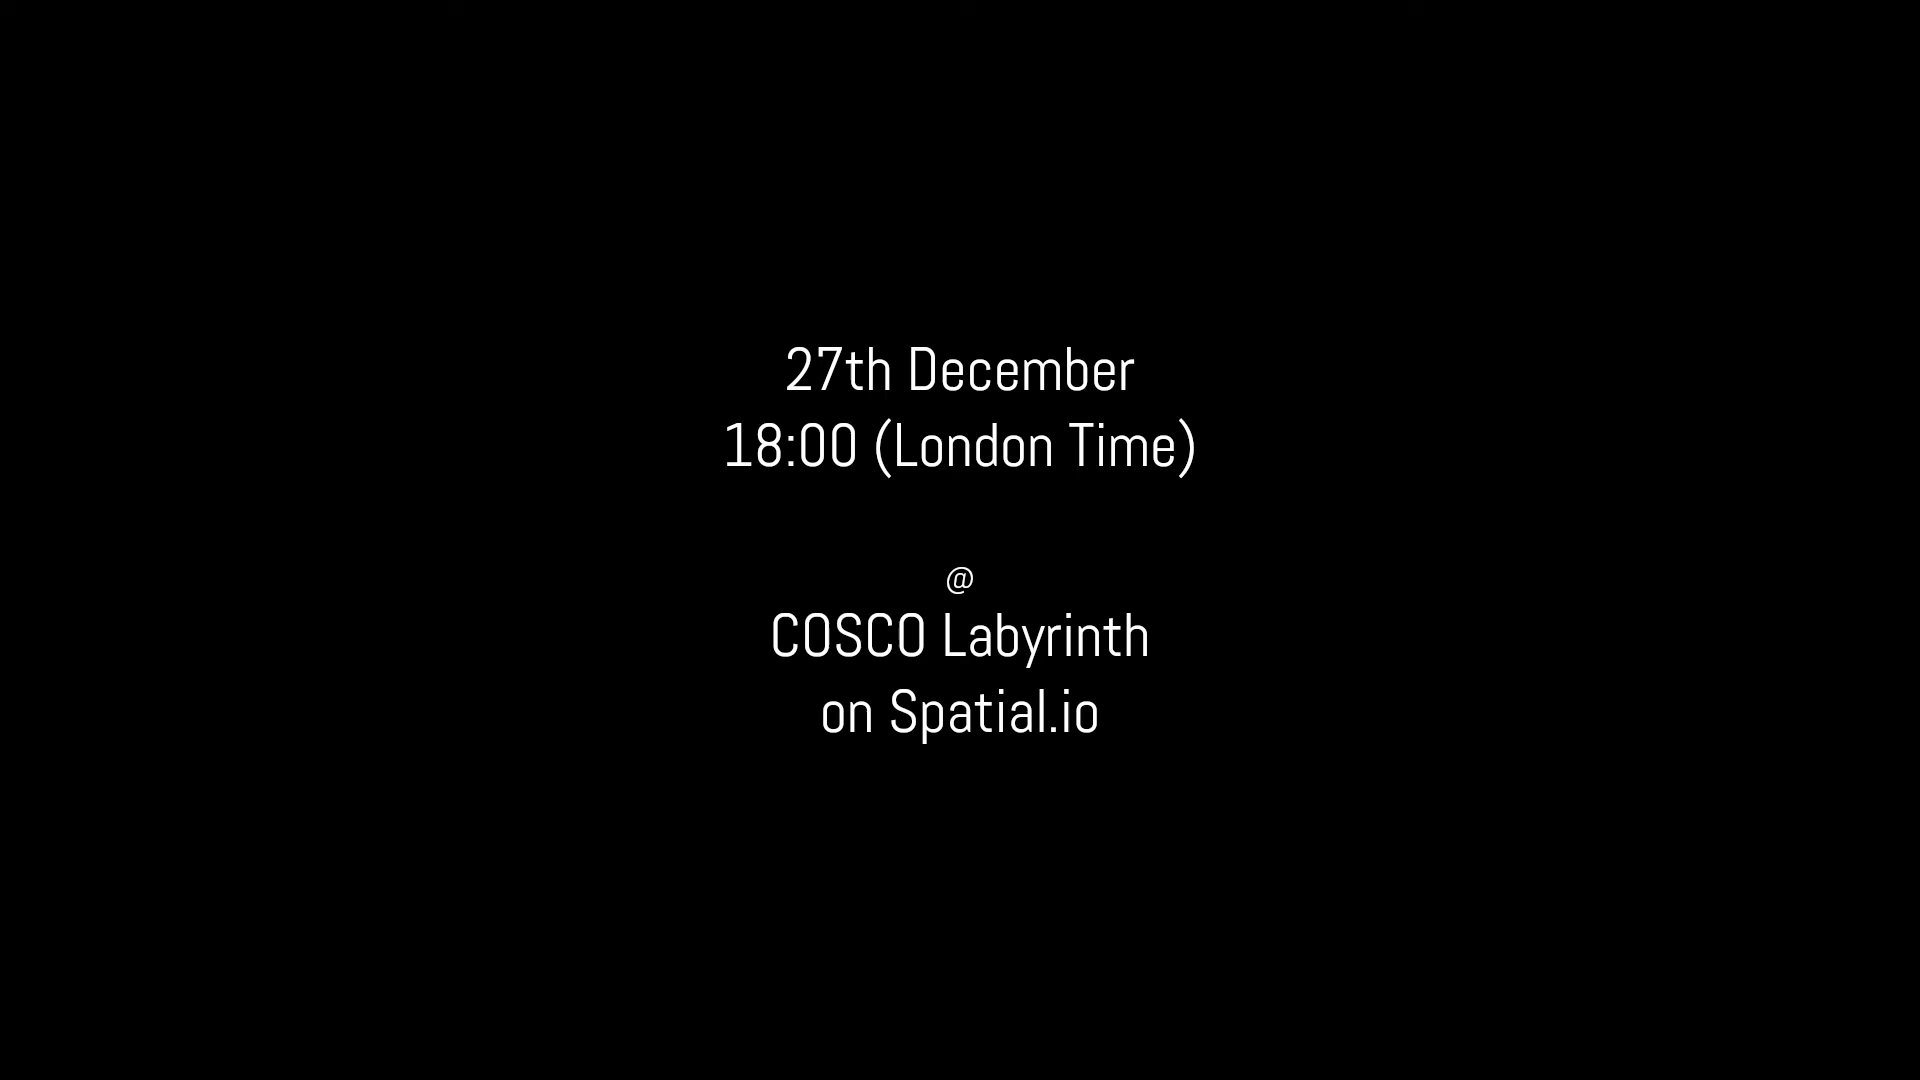 27th December
18:00 (London Time)
@
COSCO Labyrinth
on Spatial.io